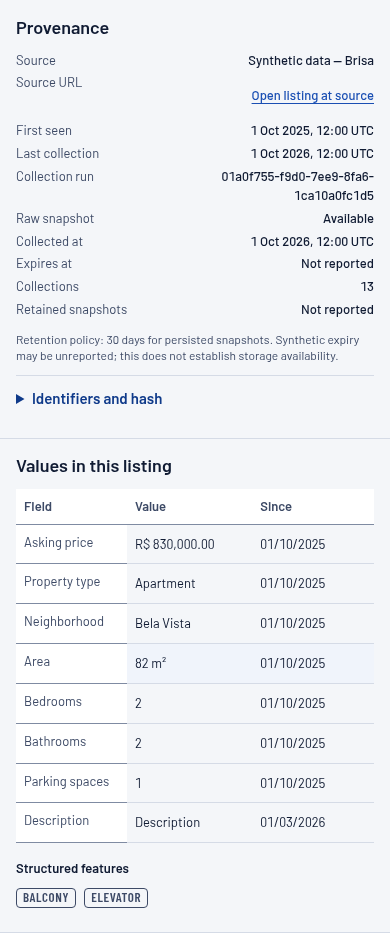 Provenance
Source Synthetic data — Brisa
Source URL
Open listing at source
First seen 1 Oct 2025, 12:00 UTC
Last collection 1 Oct 2026, 12:00 UTC
Collection run 01a0f755-f9d0-7ee9-8fa6-
1ca10a0fc1d5
Raw snapshot Available
Collected at 1 Oct 2026, 12:00 UTC
Expires at Not reported
Collections 13
Retained snapshots Not reported
Retention policy: 30 days for persisted snapshots. Synthetic expiry
may be unreported; this does not establish storage availability.
Identifiers and hash
Values in this listing
Field Value Since
Asking price R$ 830,000.00 01/10/2025
Property type Apartment 01/10/2025
Neighborhood Bela Vista 01/10/2025
Area 82 m² 01/10/2025
Bedrooms 2 01/10/2025
Bathrooms 2 01/10/2025
Parking spaces 1 01/10/2025
Description Description 01/03/2026
Structured features
BALCONY ELEVATOR